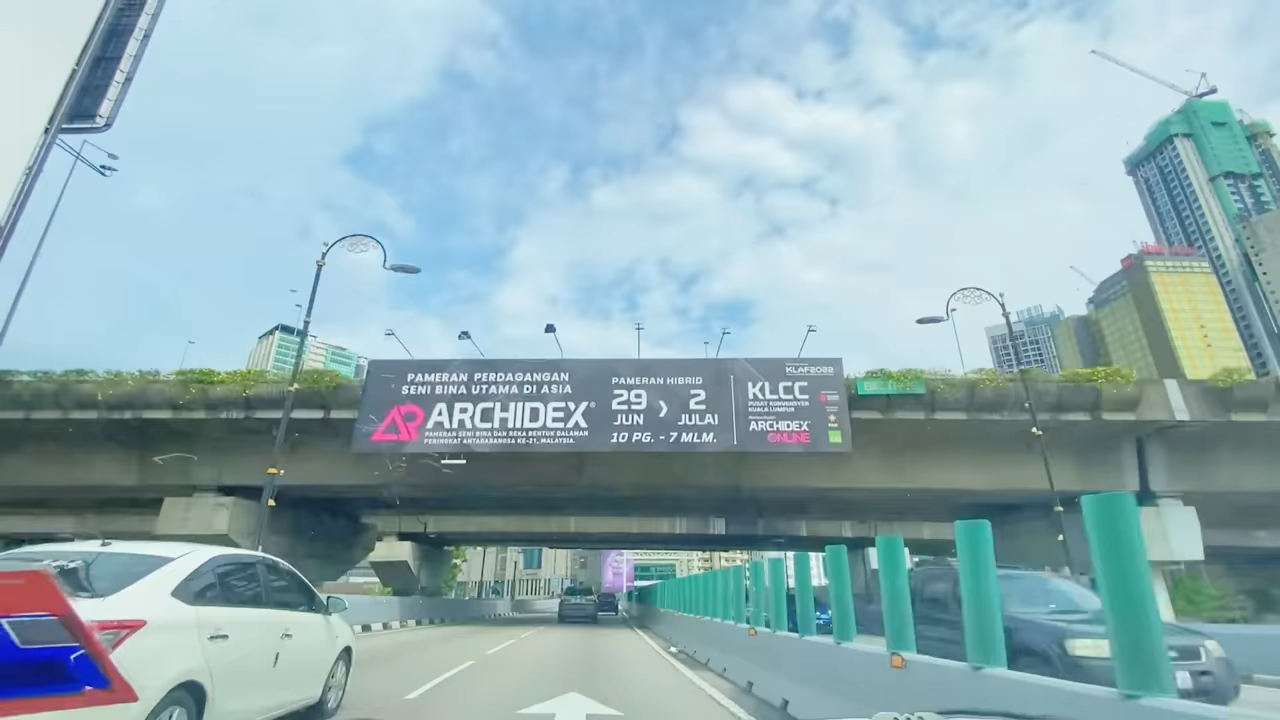 PAMERAN PERDAGANGAN
SENI BINA UTAMA DI ASIA
ARCHIDEX®
PAMERAN SENI BINA DAN REKA BENTUK DALAMAN
PERINGKAT ANTARABANGSA KE-21, MALAYSIA.
PAMERAN HIBRID
29 JUN › 2 JULAI
10 PG. - 7 MLM.
KLAF2022
KLCC
PUSAT KONVENSYEN
KUALA LUMPUR
ARCHIDEX
ONLINE